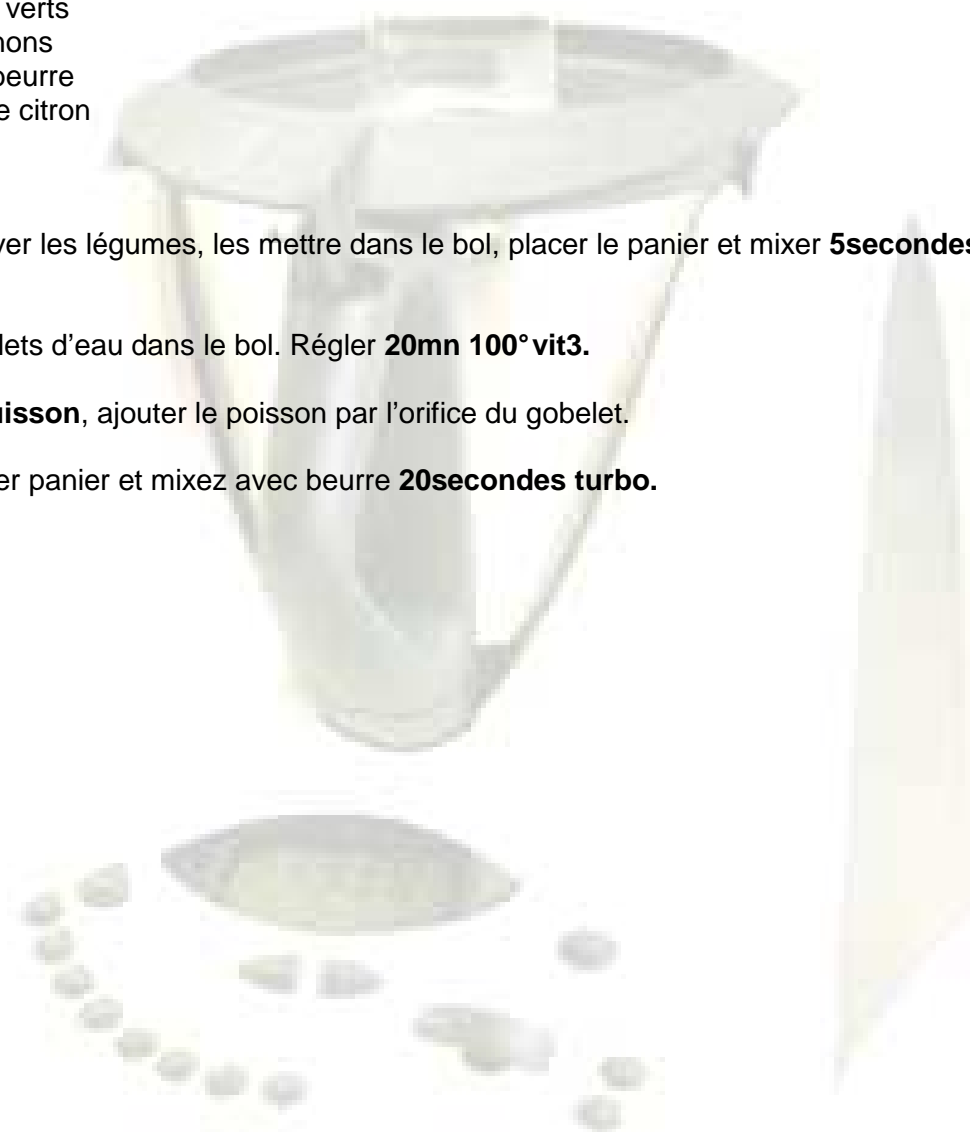 verts
nons
beurre
e citron
yer les légumes, les mettre dans le bol, placer le panier et mixer 5secondes
lets d’eau dans le bol. Régler 20mn 100° vit3.
uisson, ajouter le poisson par l’orifice du gobelet.
er panier et mixez avec beurre 20secondes turbo.